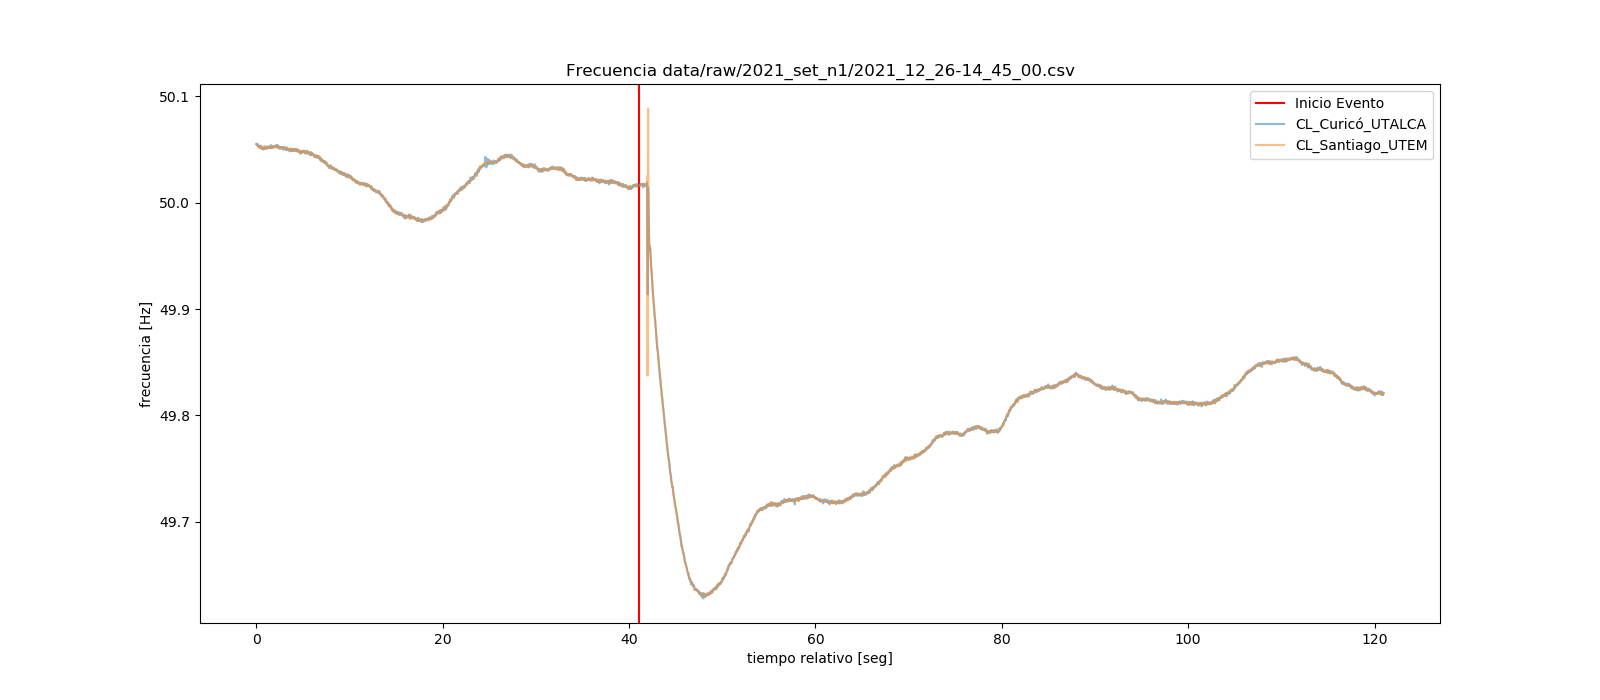 Frecuencia data/raw/2021_set_n1/2021_12_26-14_45_00.csv
Inicio Evento
CL_Curicó_UTALCA
CL_Santiago_UTEM
frecuencia [Hz]
50.1
50.0
49.9
49.8
49.7
0 20 40 60 80 100 120
tiempo relativo [seg]